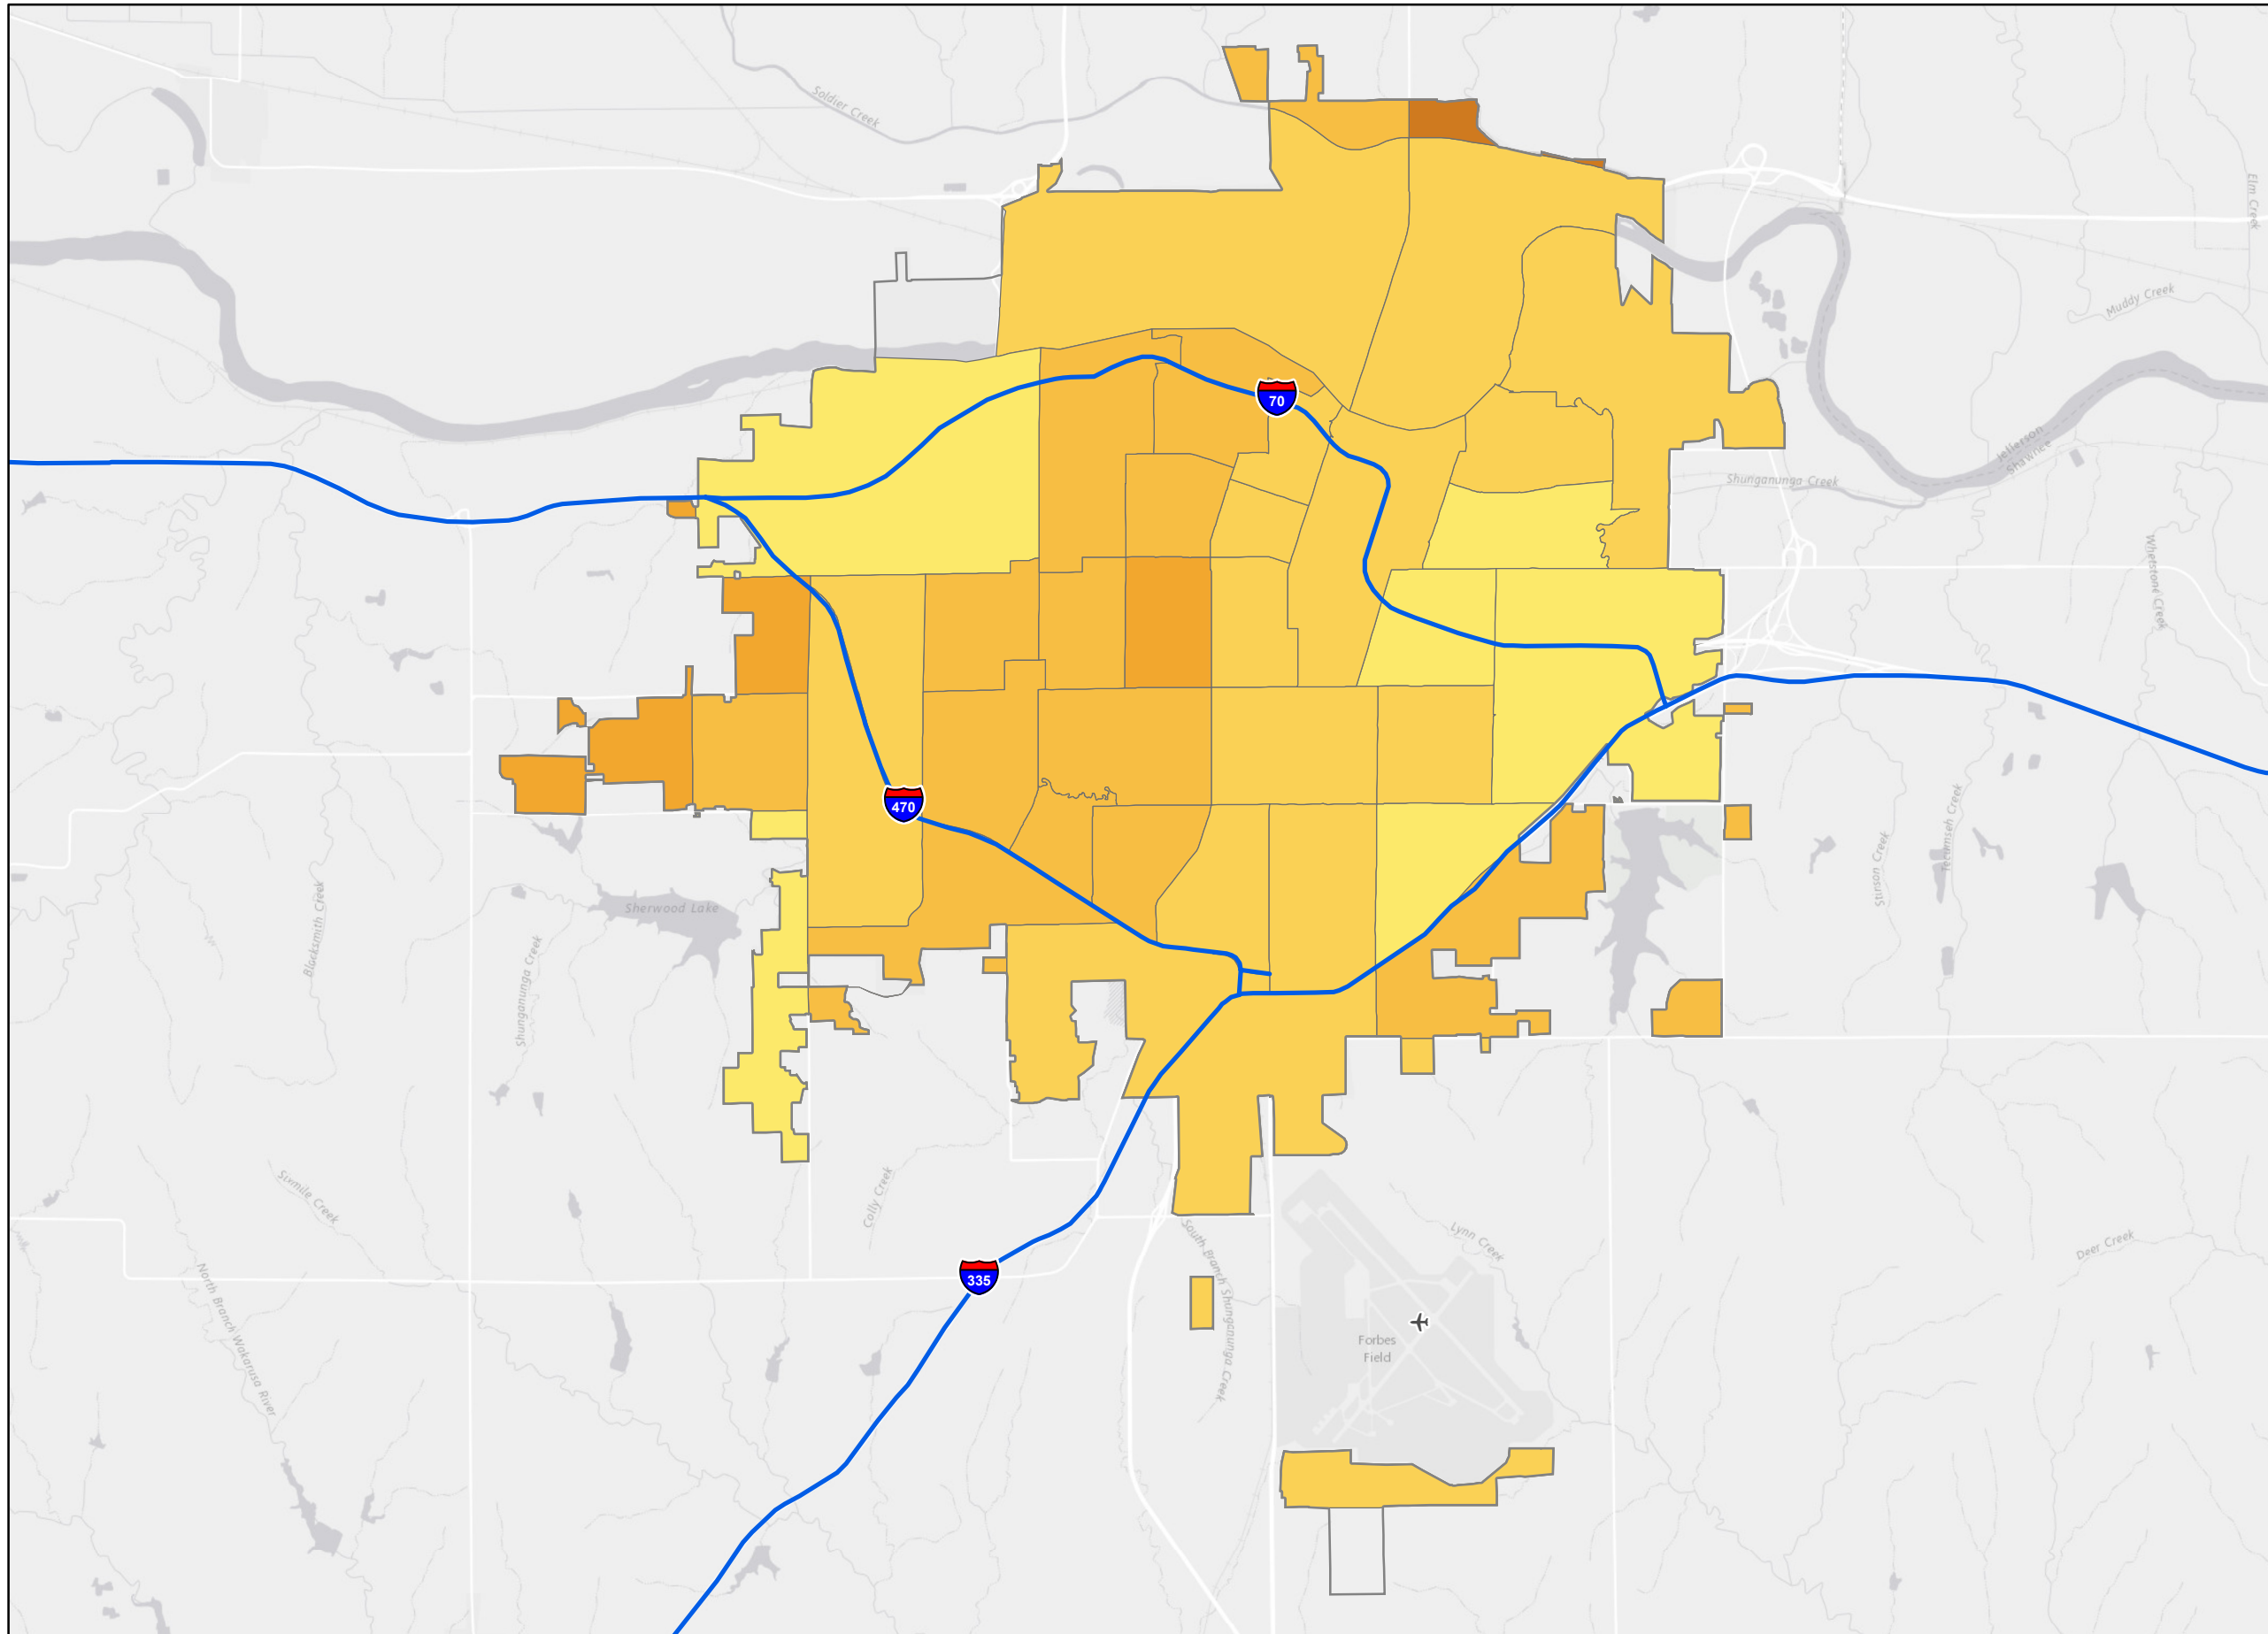 Soldier Creek
Elm Creek
Muddy Creek
70
Jefferson
Shawnee
Shunganunga Creek
Whetstone Creek
470
Sherwood Lake
Blacksmith Creek
Shunganunga Creek
Stinson Creek
Tecumseh Creek
Sixmile Creek
Colly Creek
South Branch Shunganunga Creek
Lynn Creek
Deer Creek
North Branch Wakarusa River
335
Forbes
Field